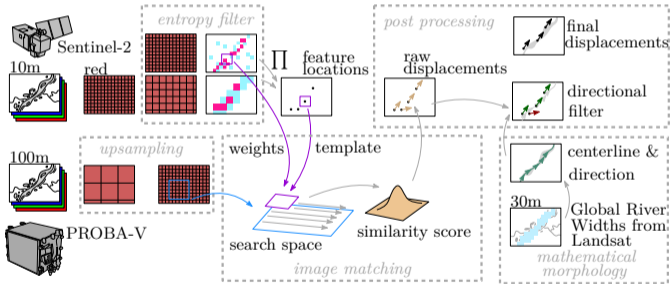 entropy filter
post processing
Sentinel-2
10m
red
∏
feature
locations
raw
displacements
final
displacements
directional
filter
100m
upsampling
weights
template
centerline &
direction
30m
Global River
Widths from
Landsat
PROBA-V
search space
similarity score
image matching
mathematical
morphology